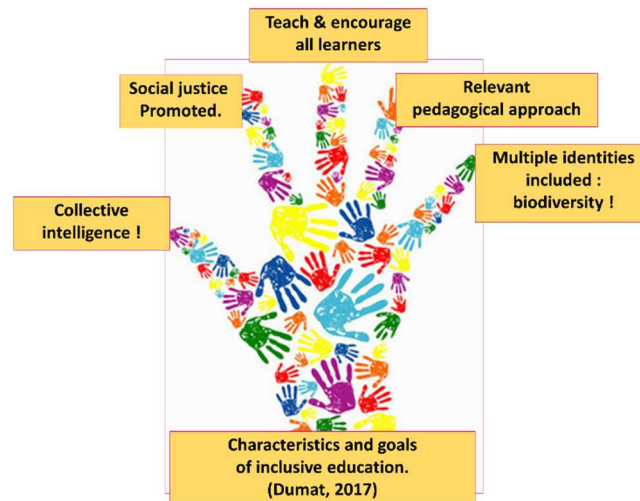 Teach & encourage
all learners
Social justice
Promoted.
Relevant
pedagogical approach
Multiple identities
included :
biodiversity !
Collective
intelligence !
Characteristics and goals
of inclusive education.
(Dumat, 2017)